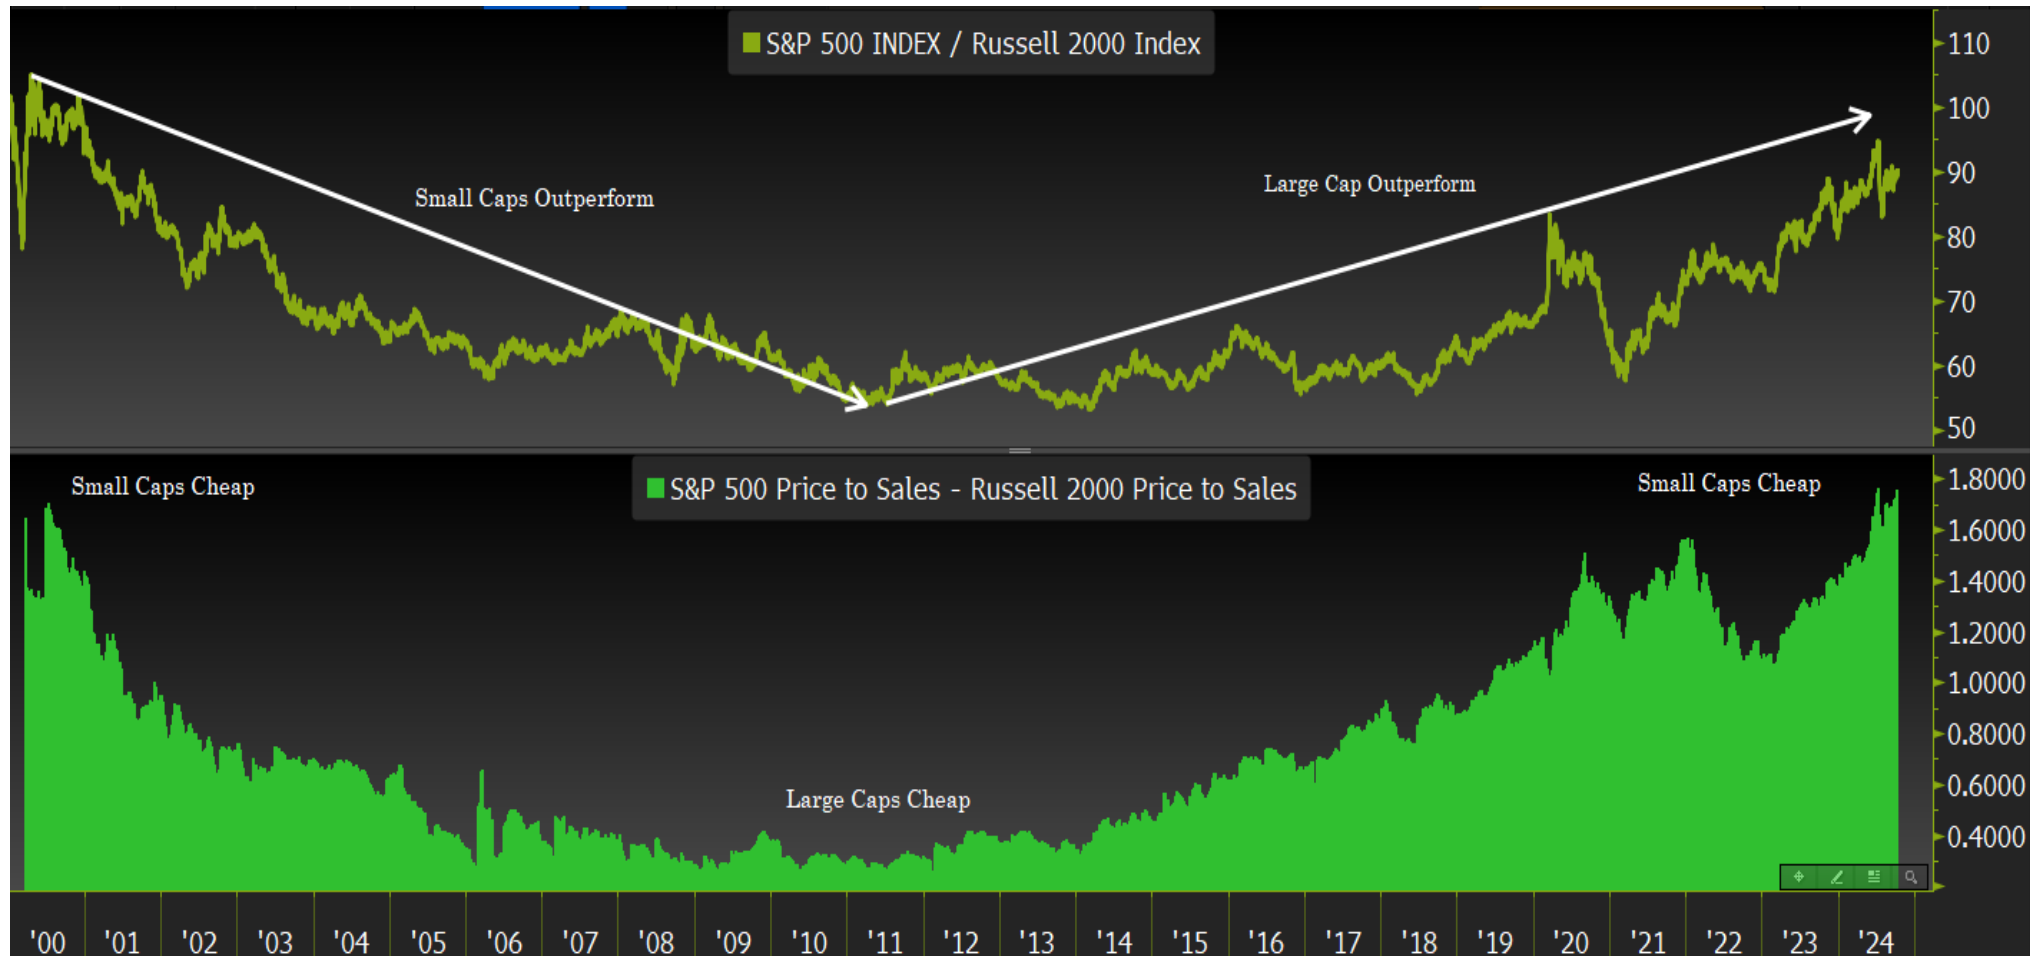 S&P 500 INDEX / Russell 2000 Index
110
100
90
80
70
60
50
Small Caps Outperform
Large Cap Outperform
S&P 500 Price to Sales - Russell 2000 Price to Sales
Small Caps Cheap
Small Caps Cheap
Large Caps Cheap
1.8000
1.6000
1.4000
1.2000
1.0000
0.8000
0.6000
0.4000
'00 '01 '02 '03 '04 '05 '06 '07 '08 '09 '10 '11 '12 '13 '14 '15 '16 '17 '18 '19 '20 '21 '22 '23 '24